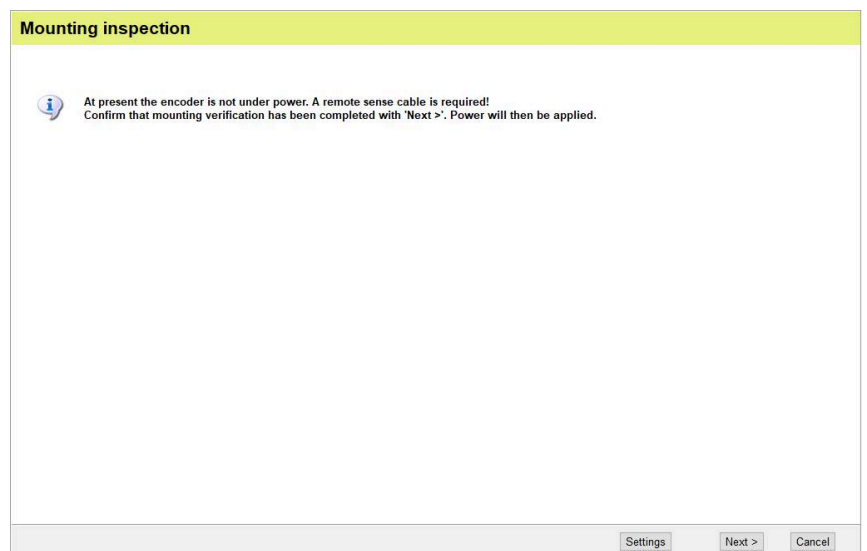 Mounting inspection
At present the encoder is not under power. A remote sense cable is required!
Confirm that mounting verification has been completed with 'Next >'. Power will then be applied.
Settings
Next >
Cancel